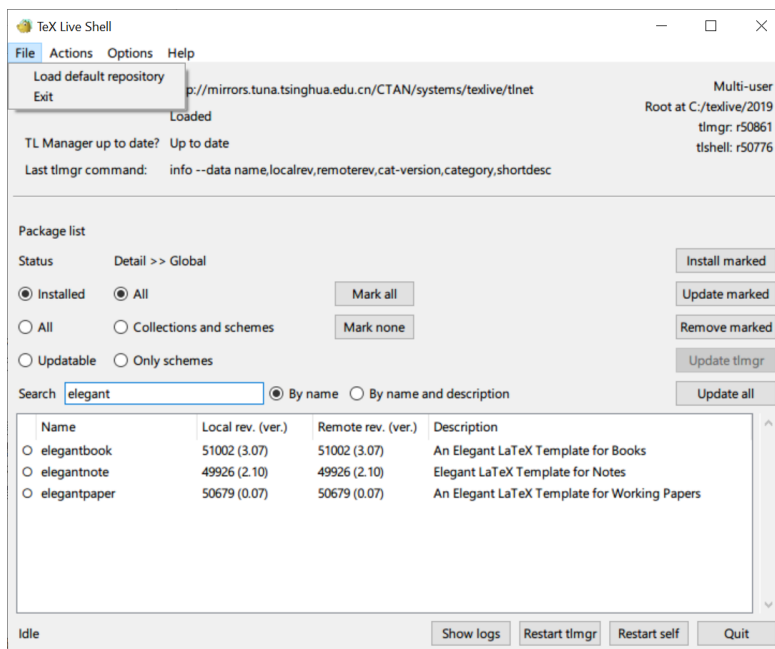 TeX Live Shell
File Actions Options Help
Load default repository
Exit
p://mirrors.tuna.tsinghua.edu.cn/CTAN/systems/texlive/tlnet
Multi-user
Loaded
Root at C:/texlive/2019
tlmgr: r50861
TL Manager up to date? Up to date
tlshell: r50776
Last tlmgr command: info --data name,localrev,remoterev,cat-version,category,shortdesc
Package list
Status Detail >> Global Install marked
Installed All Mark all Update marked
All Collections and schemes Mark none Remove marked
Updatable Only schemes Update tlmgr
Search elegant By name By name and description Update all
Name Local rev. (ver.) Remote rev. (ver.) Description
elegantbook 51002 (3.07) 51002 (3.07) An Elegant LaTeX Template for Books
elegantnote 49926 (2.10) 49926 (2.10) Elegant LaTeX Template for Notes
elegantpaper 50679 (0.07) 50679 (0.07) An Elegant LaTeX Template for Working Papers
Idle Show logs Restart tlmgr Restart self Quit